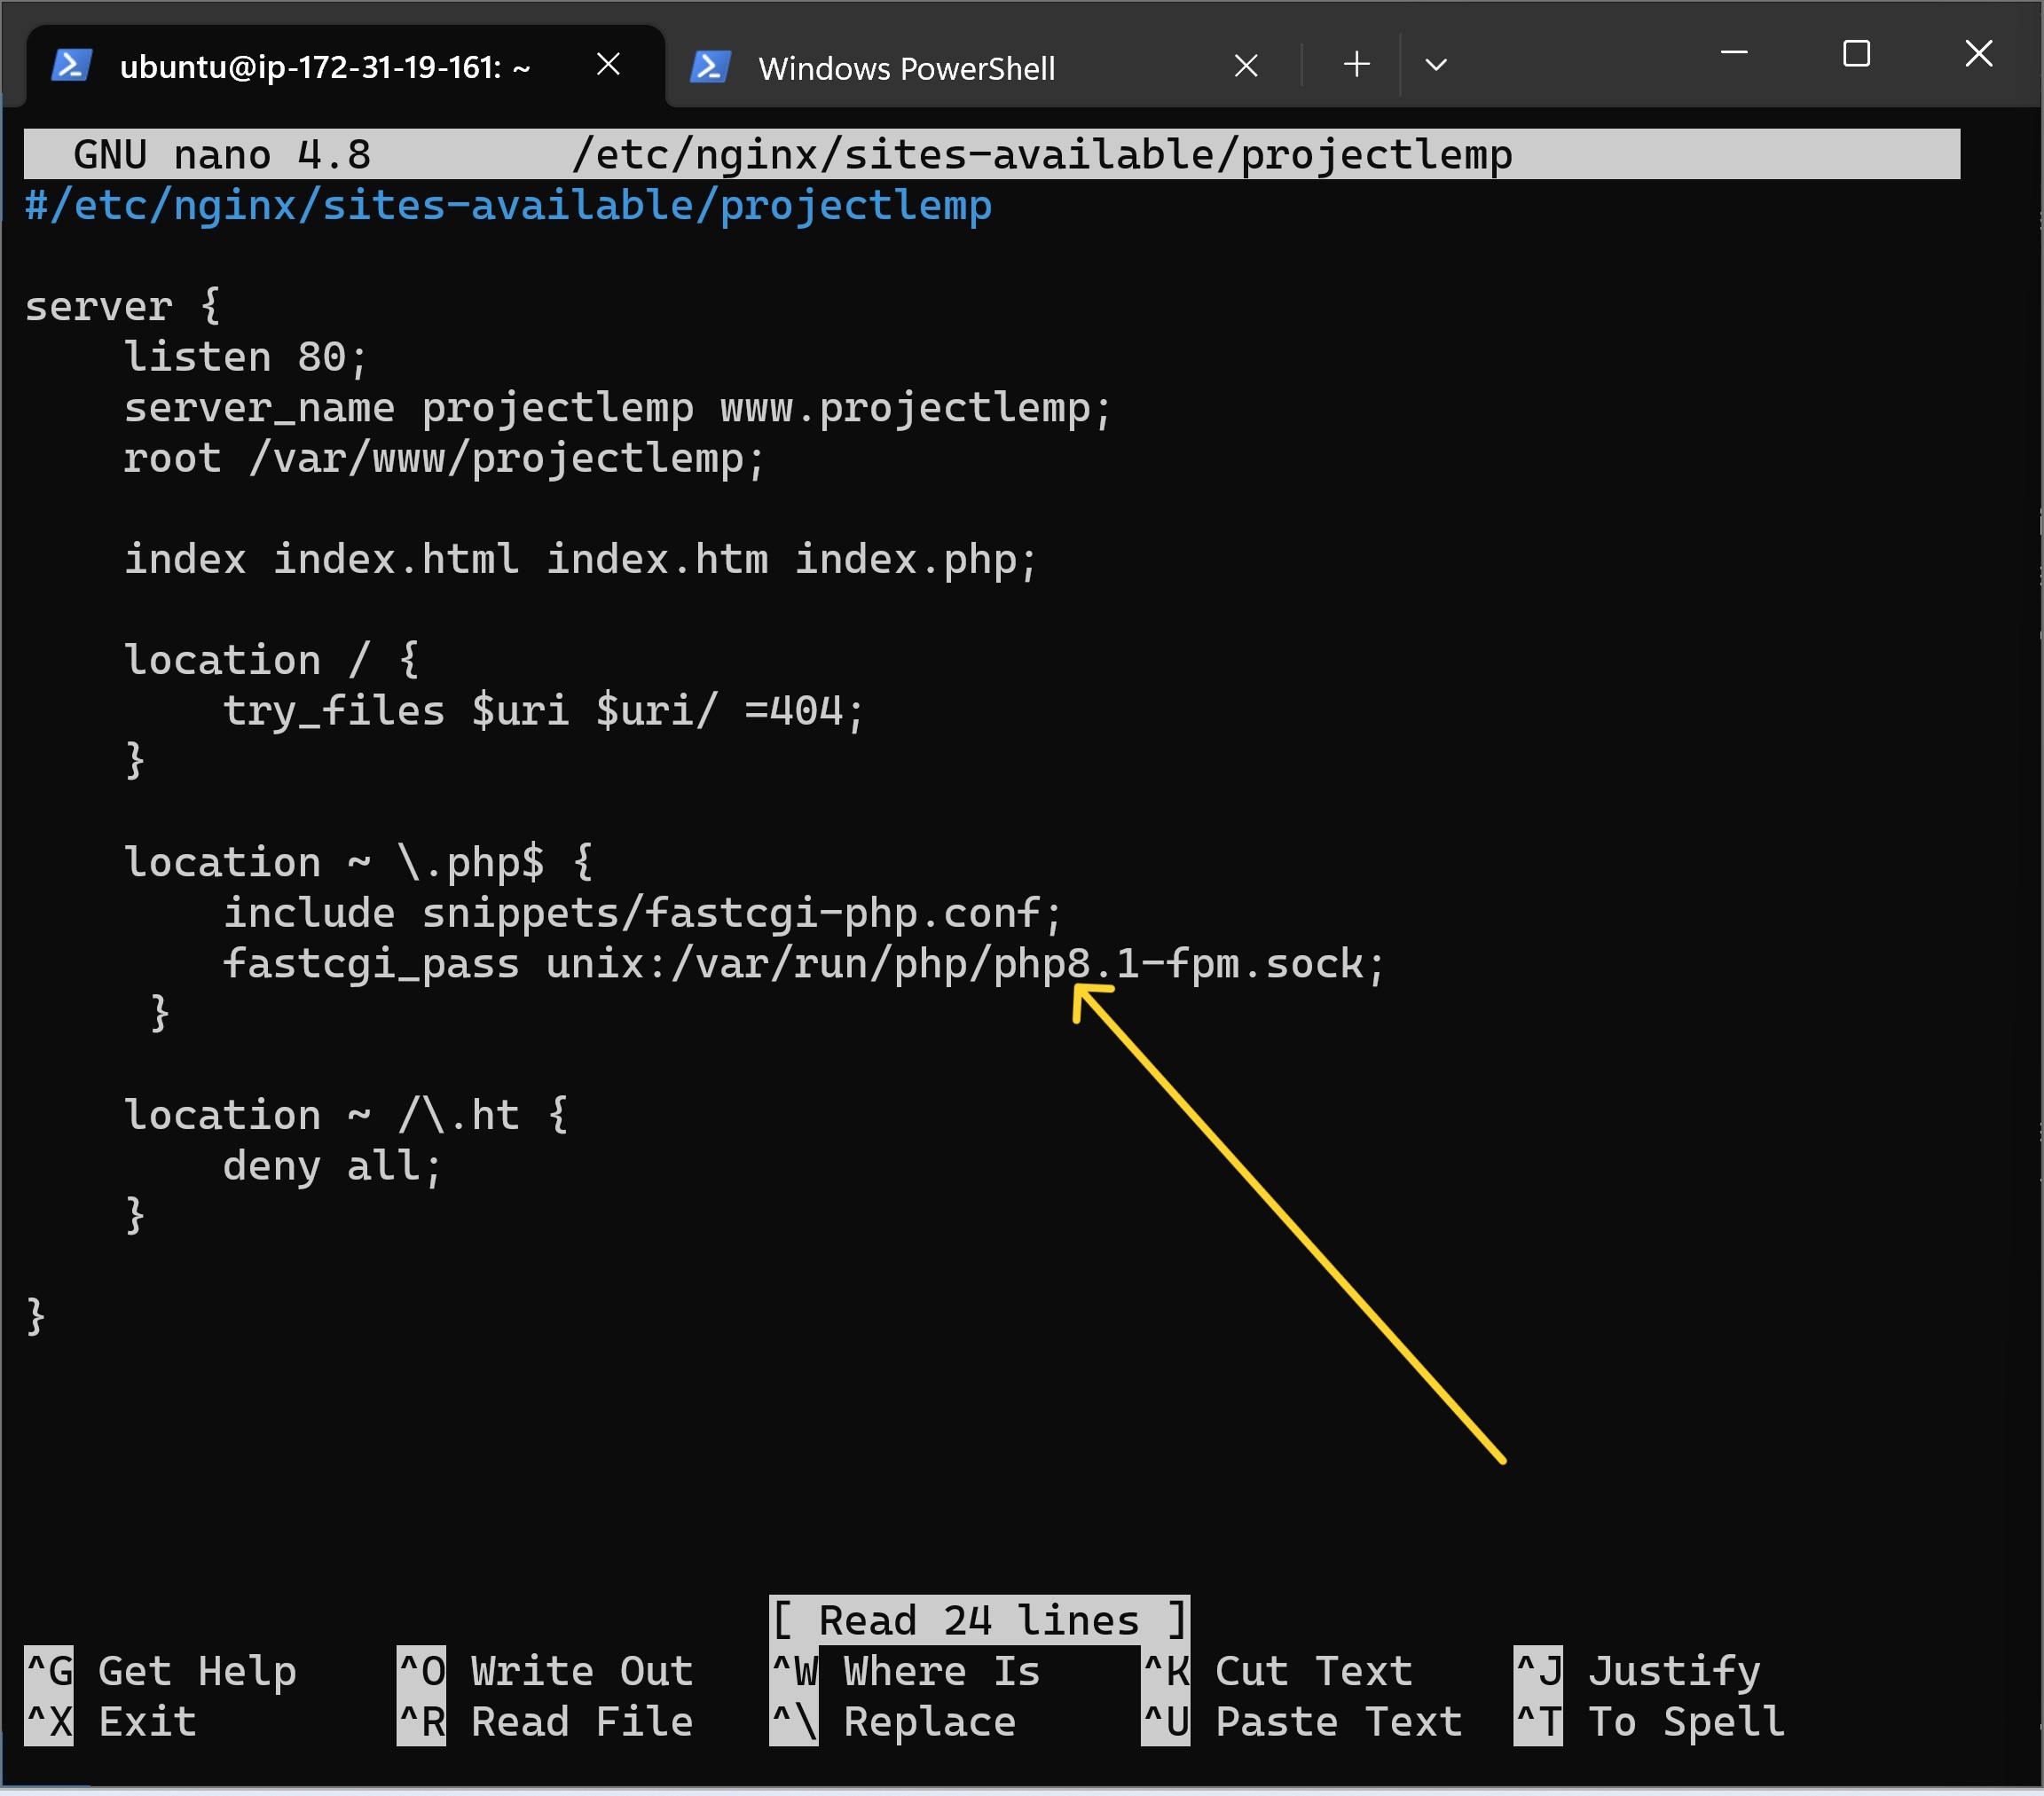 ubuntu@ip-172-31-19-161: ~ Windows PowerShell
GNU nano 4.8 /etc/nginx/sites-available/projectlemp
#/etc/nginx/sites-available/projectlemp
server {
listen 80;
server_name projectlemp www.projectlemp;
root /var/www/projectlemp;
index index.html index.htm index.php;
location / {
try_files $uri $uri/ =404;
}
location ~ \.php$ {
include snippets/fastcgi-php.conf;
fastcgi_pass unix:/var/run/php/php8.1-fpm.sock;
}
location ~ /\.ht {
deny all;
}
}
[ Read 24 lines ]
^G Get Help ^O Write Out ^W Where Is ^K Cut Text ^J Justify
^X Exit ^R Read File ^\ Replace ^U Paste Text ^T To Spell